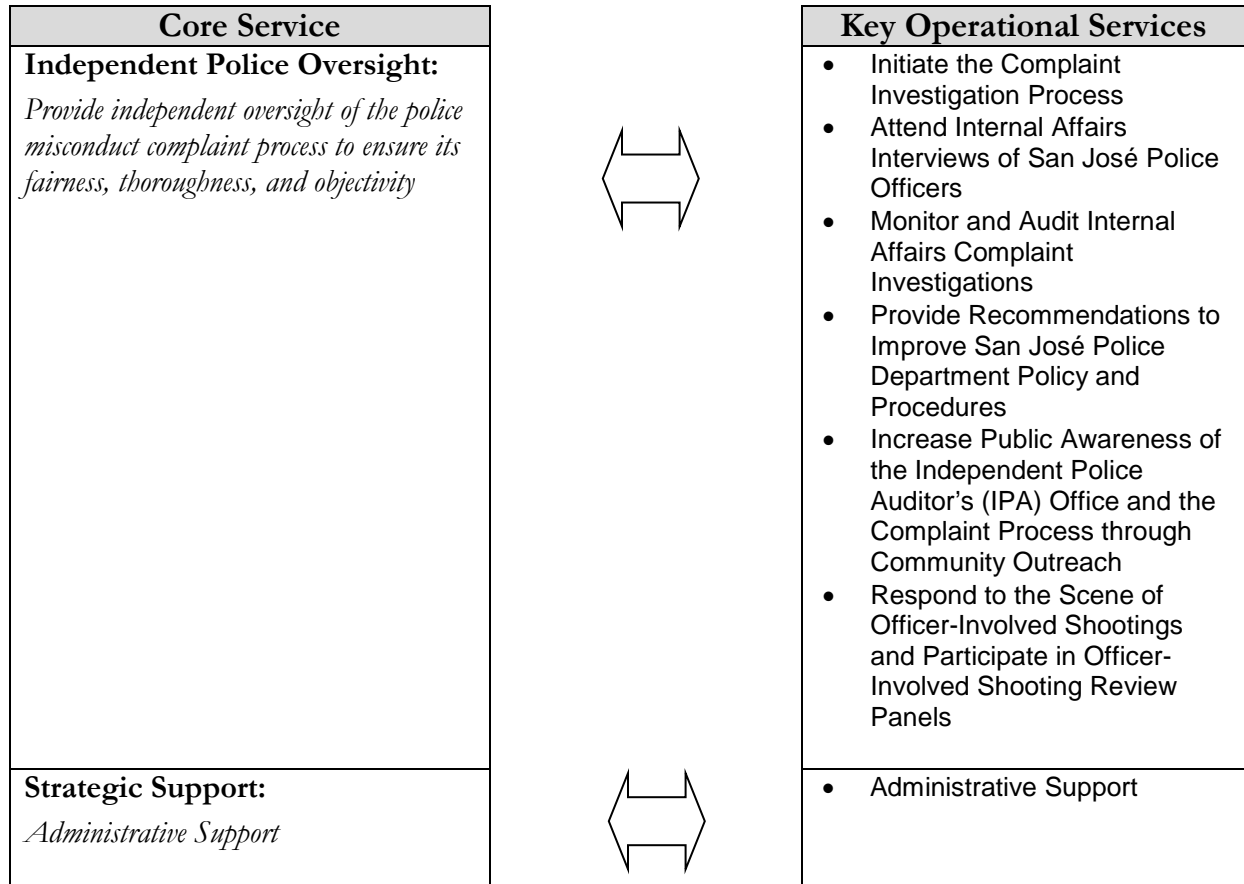 Core Service
Independent Police Oversight:
Provide independent oversight of the police
misconduct complaint process to ensure its
fairness, thoroughness, and objectivity
Key Operational Services
• Initiate the Complaint
Investigation Process
• Attend Internal Affairs
Interviews of San José Police
Officers
• Monitor and Audit Internal
Affairs Complaint
Investigations
• Provide Recommendations to
Improve San José Police
Department Policy and
Procedures
• Increase Public Awareness of
the Independent Police
Auditor's (IPA) Office and the
Complaint Process through
Community Outreach
• Respond to the Scene of
Officer-Involved Shootings
and Participate in Officer-
Involved Shooting Review
Panels
Strategic Support:
Administrative Support
• Administrative Support